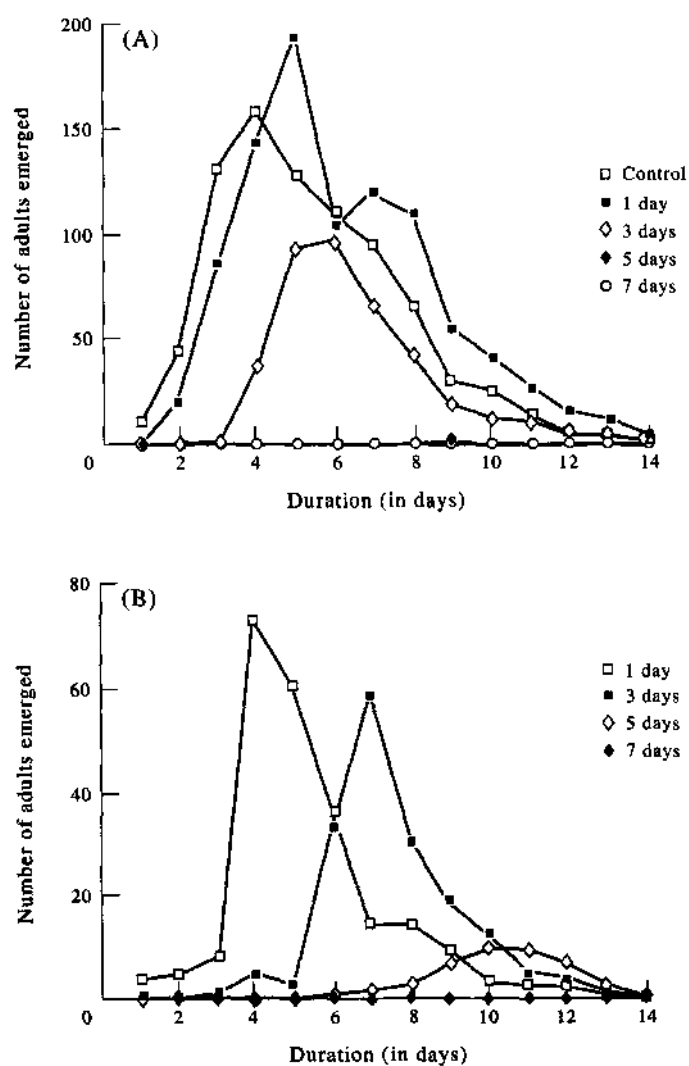 (A)
200
150
100
50
0
2 4 6 8 10 12 14
Number of adults emerged
Duration (in days)
Control
1 day
3 days
5 days
7 days
(B)
80
60
40
20
0
2 4 6 8 10 12 14
Number of adults emerged
Duration (in days)
1 day
3 days
5 days
7 days